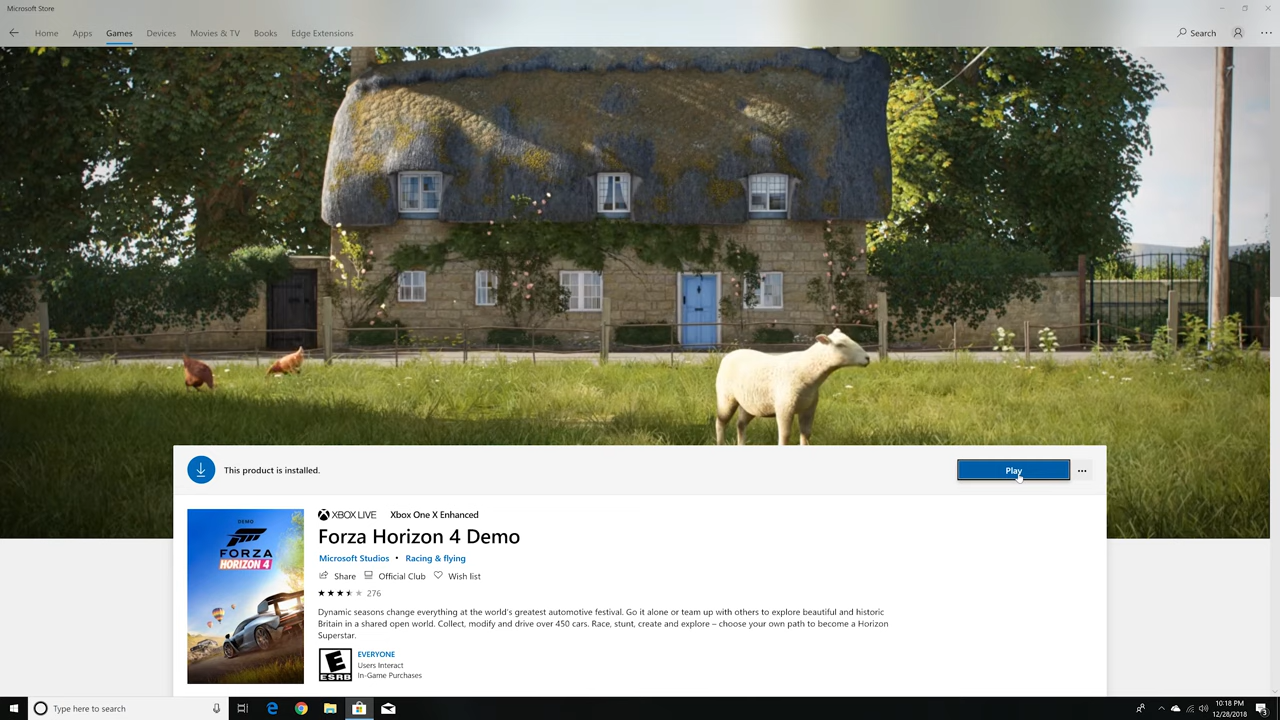 Microsoft Store
Home Apps Games Devices Movies & TV Books Edge Extensions Search
This product is installed. Play
XBOX LIVE Xbox One X Enhanced
Forza Horizon 4 Demo
Microsoft Studios • Racing & flying
Share Official Club Wish list
276
Dynamic seasons change everything at the world's greatest automotive festival. Go it alone or team up with others to explore beautiful and historic
Britain in a shared open world. Collect, modify and drive over 450 cars. Race, stunt, create and explore – choose your own path to become a Horizon
Superstar.
DEMO
FORZA
HORIZON 4
E
ESRB
EVERYONE
Users Interact
In-Game Purchases
Type here to search
10:18 PM
12/28/2018
3